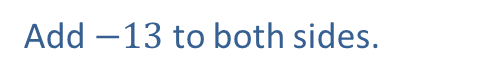 Add −13 to both sides.